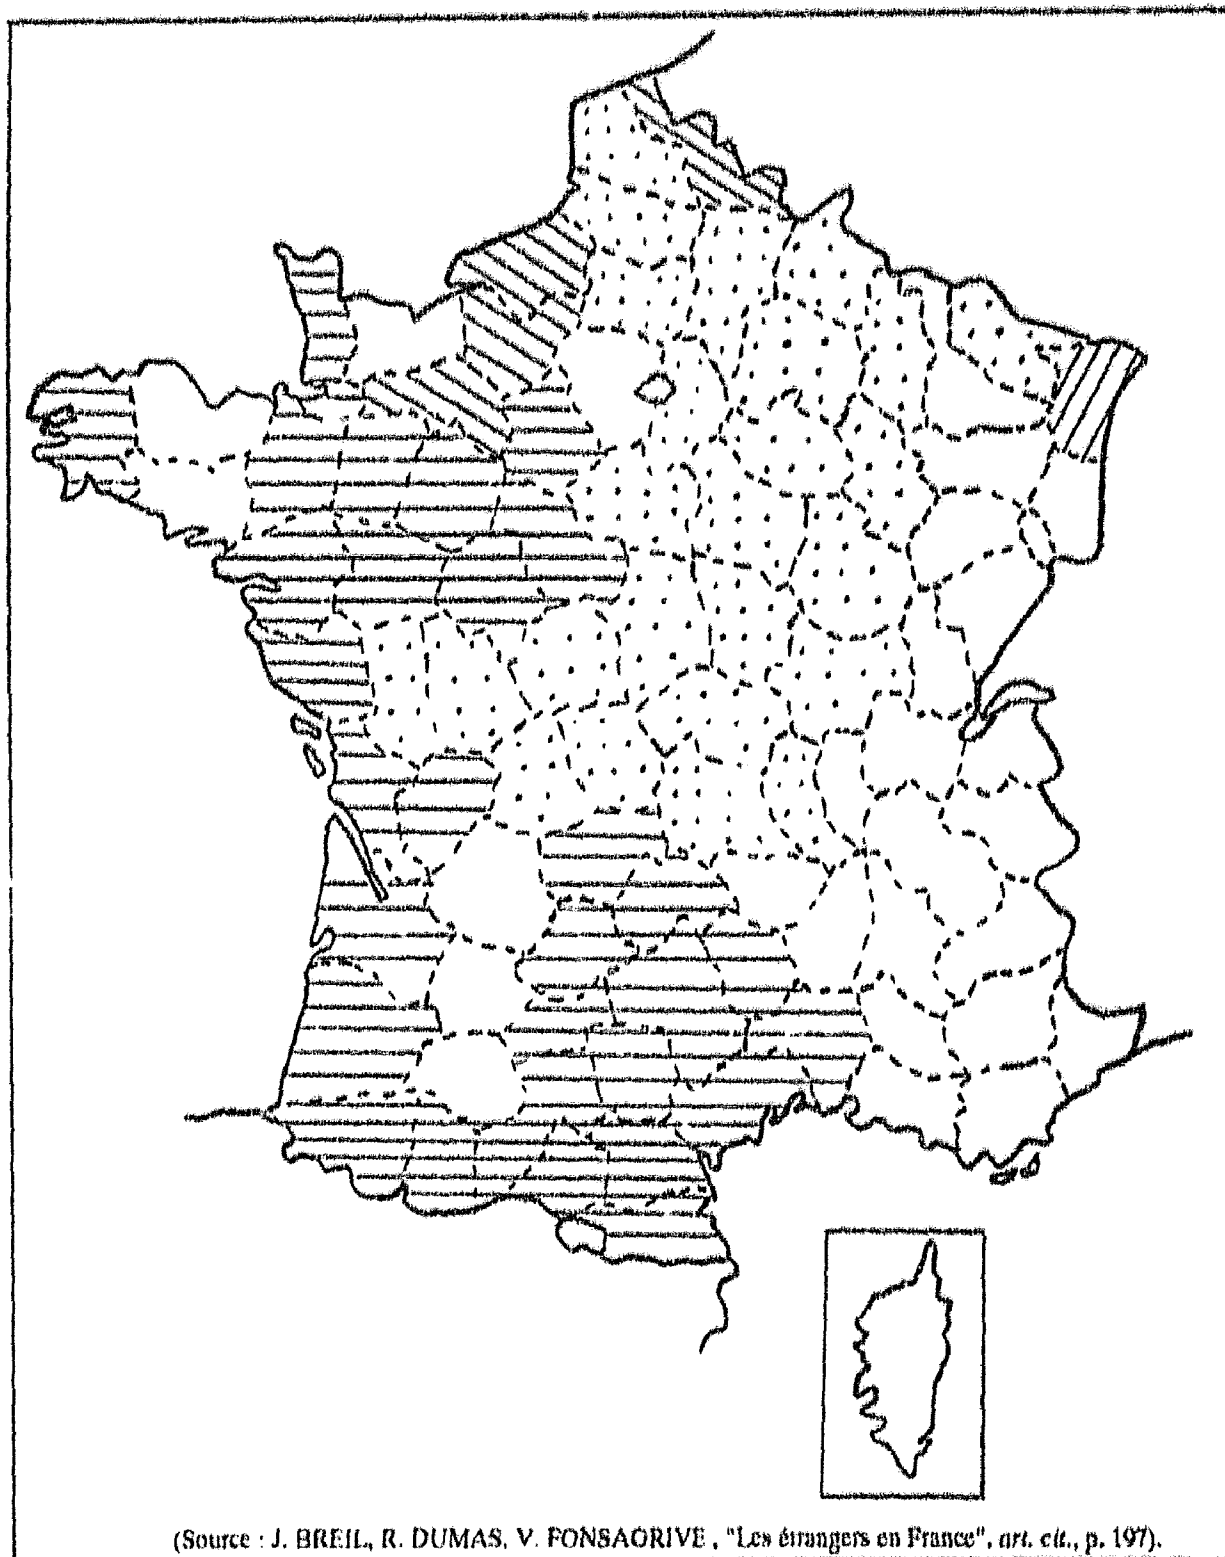 (Source : J. BREIL, R. DUMAS, V. FONSAGRIVE , "Les étrangers en France", art. cit., p. 197).